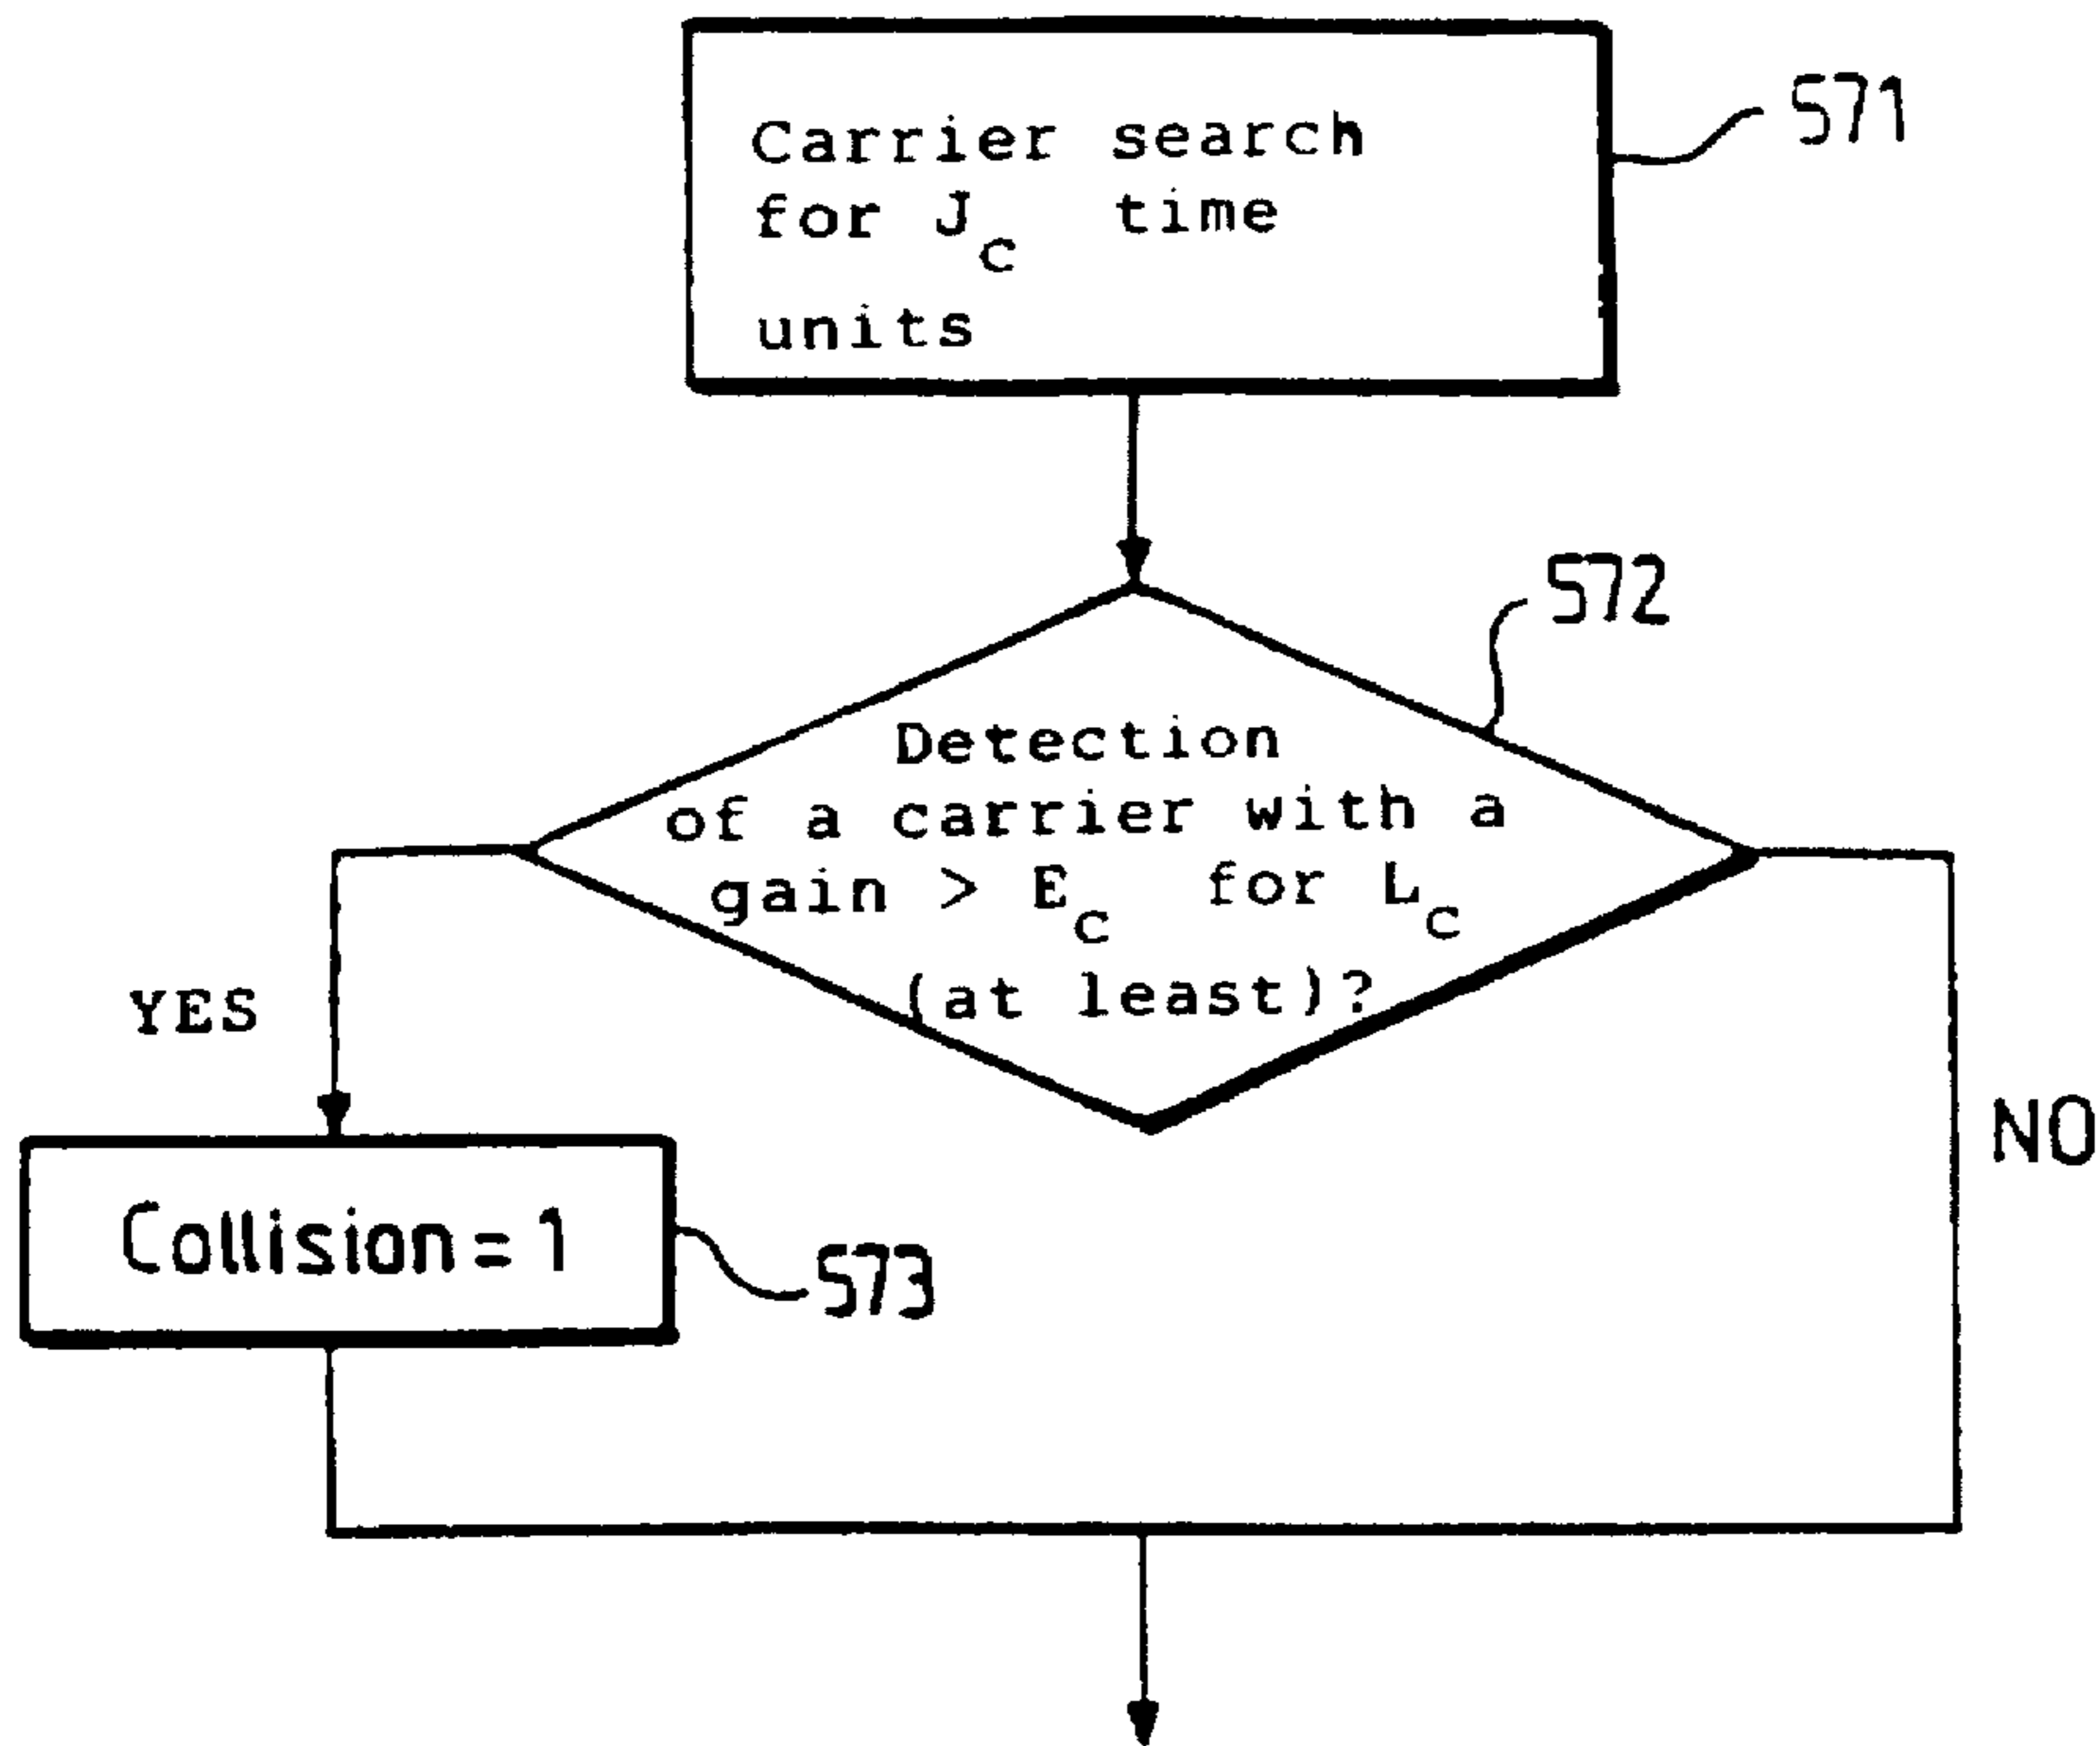 Carrier search
for J_c time
units
571
572
Detection
of a carrier with a
gain > E_c for L_c
(at least)?
YES
NO
Collision=1
573